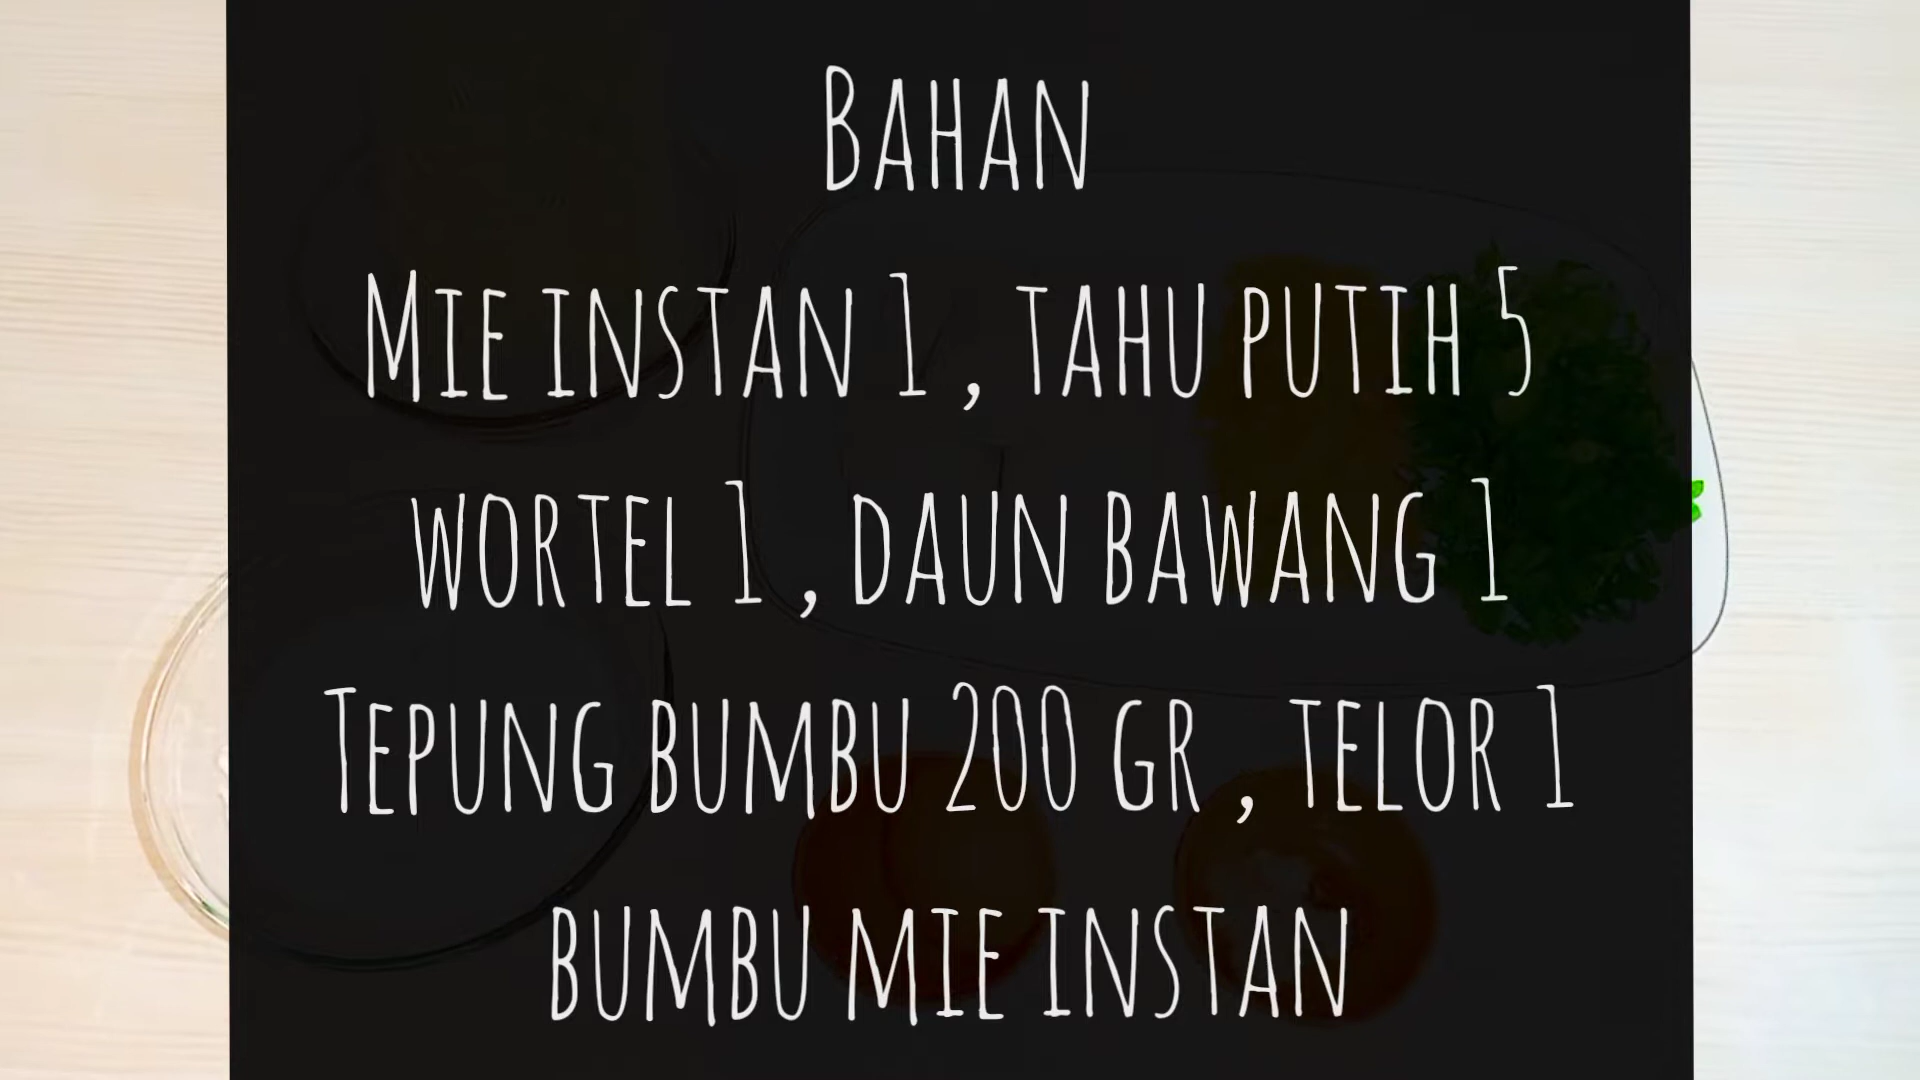 Bahan
Mie instan 1 , tahu putih 5
wortel 1 , daun bawang 1
Tepung bumbu 200 gr , telor 1
bumbu mie instan